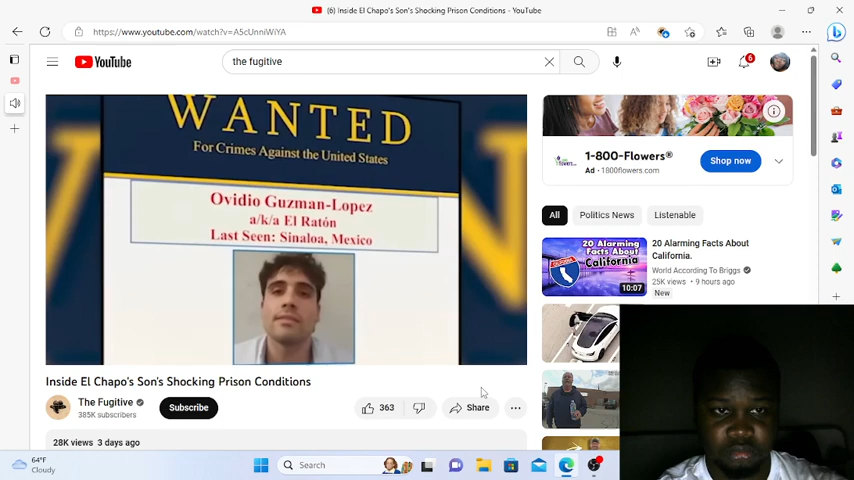 (6) Inside El Chapo's Son's Shocking Prison Conditions - YouTube
https://www.youtube.com/watch?v=A5cUnniWiYA
YouTube
the fugitive
6
WANTED
For Crimes Against the United States
Ovidio Guzman-Lopez
a/k/a El Ratón
Last Seen: Sinaloa, Mexico
Inside El Chapo's Son's Shocking Prison Conditions
The Fugitive
385K subscribers
Subscribe
363
Share
28K views 3 days ago
1-800-Flowers®
Ad • 1800flowers.com
Shop now
All
Politics News
Listenable
20 Alarming
Facts About
California
10:07
20 Alarming Facts About
California.
World According To Briggs
25K views • 9 hours ago
New
64°F
Cloudy
Search